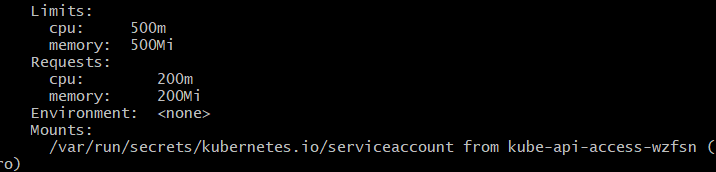 Limits:
cpu: 500m
memory: 500Mi
Requests:
cpu: 200m
memory: 200Mi
Environment: <none>
Mounts:
/var/run/secrets/kubernetes.io/serviceaccount from kube-api-access-wzfsn (
ro)